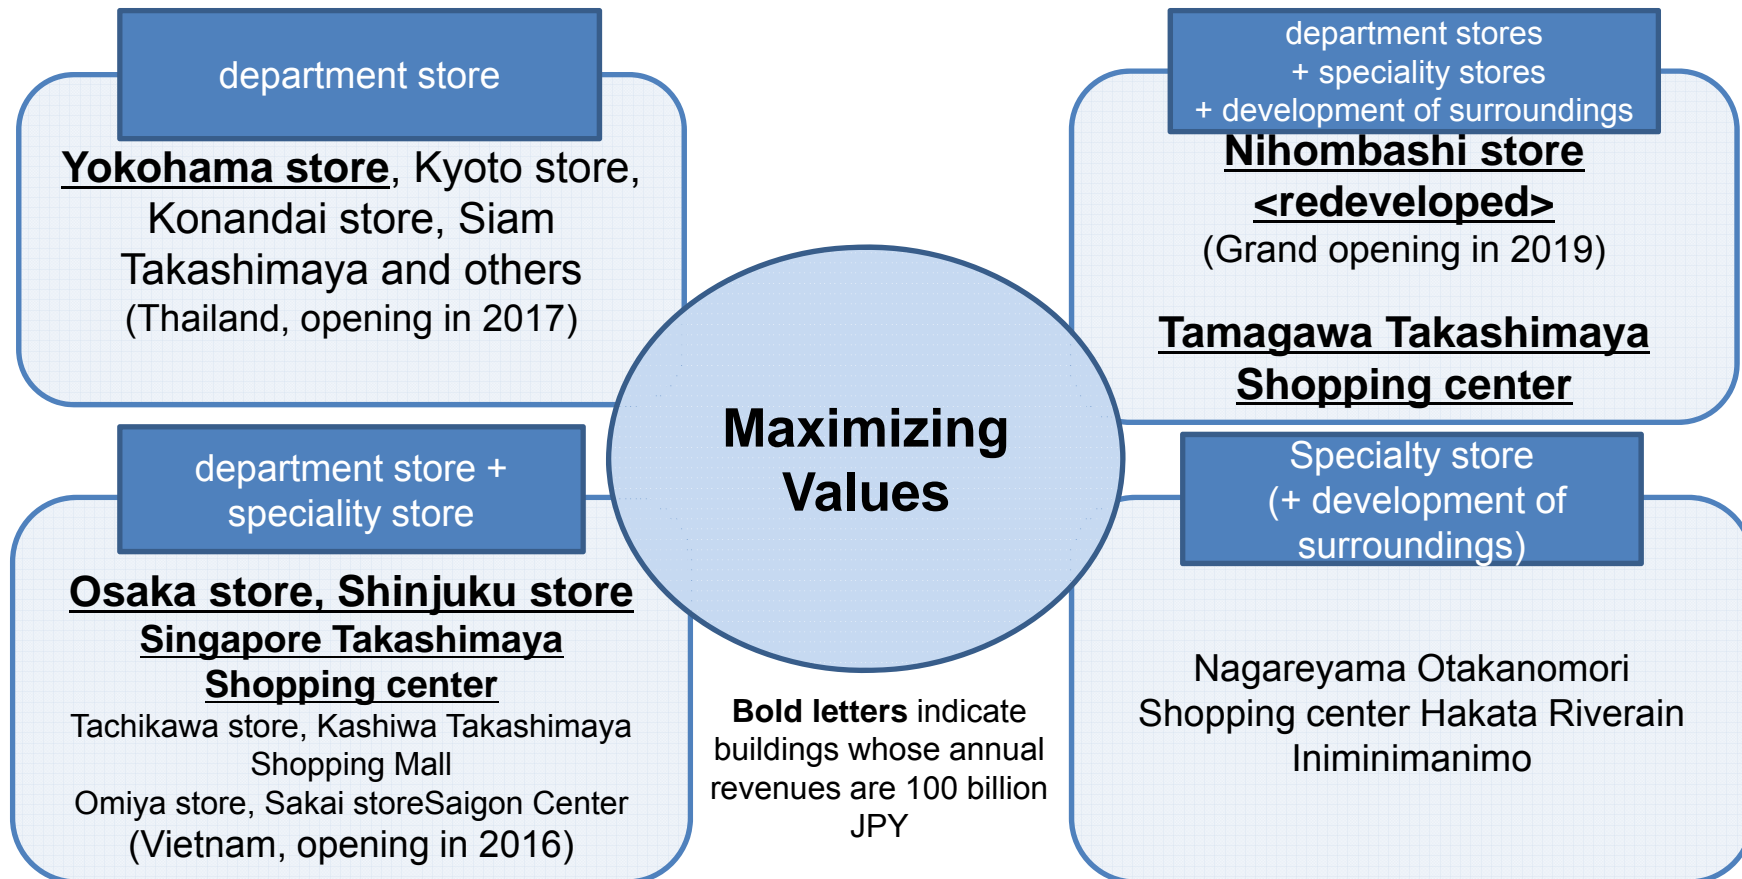 department store
Yokohama store, Kyoto store,
Konandai store, Siam
Takashimaya and others
(Thailand, opening in 2017)
department stores
+ speciality stores
+ development of surroundings
Nihombashi store
<redeveloped>
(Grand opening in 2019)
Tamagawa Takashimaya
Shopping center
Maximizing
Values
department store +
speciality store
Osaka store, Shinjuku store
Singapore Takashimaya
Shopping center
Tachikawa store, Kashiwa Takashimaya
Shopping Mall
Omiya store, Sakai storeSaigon Center
(Vietnam, opening in 2016)
Bold letters indicate
buildings whose annual
revenues are 100 billion
JPY
Specialty store
(+ development of
surroundings)
Nagareyama Otakanomori
Shopping center Hakata Riverain
Iniminimanimo